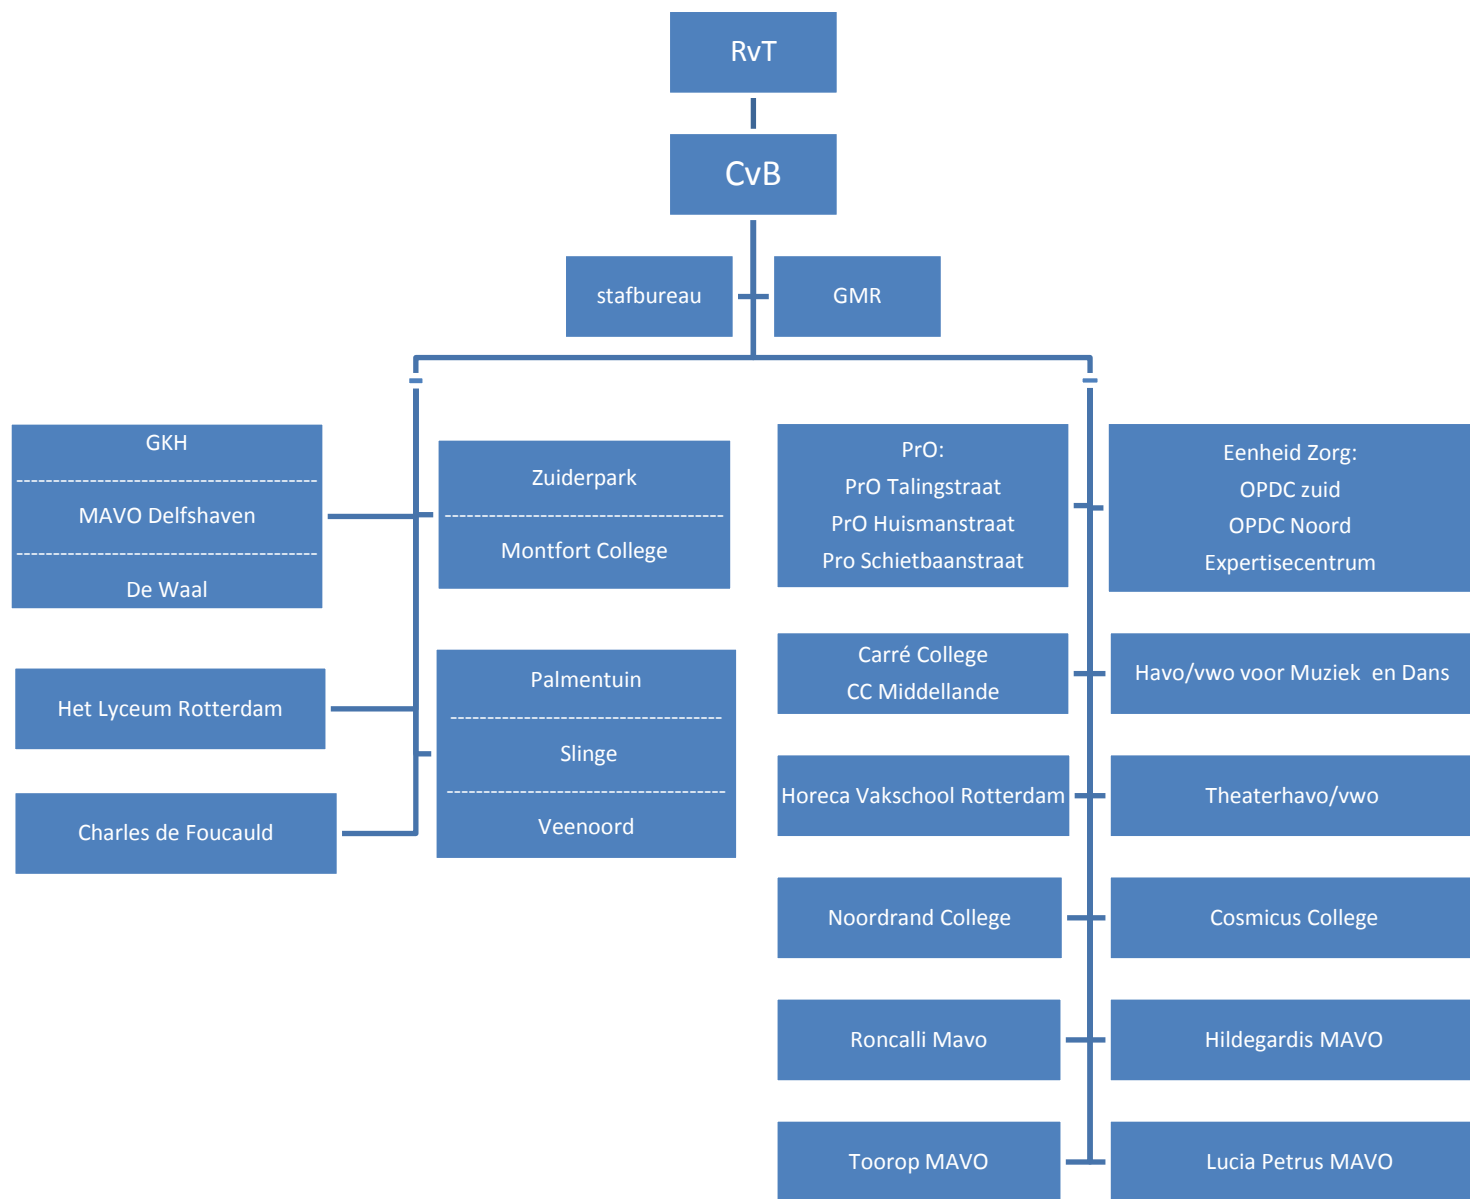 RvT
CvB
stafbureau
GMR
GKH
MAVO Delfshaven
De Waal
Zuiderpark
Montfort College
Het Lyceum Rotterdam
Palmentuin
Slinge
Veenoord
Charles de Foucauld
PrO:
PrO Talingstraat
PrO Huismanstraat
Pro Schietbaanstraat
Eenheid Zorg:
OPDC zuid
OPDC Noord
Expertisecentrum
Carré College
CC Middellande
Havo/vwo voor Muziek en Dans
Horeca Vakschool Rotterdam
Theaterhavo/vwo
Noordrand College
Cosmicus College
Roncalli Mavo
Hildegardis MAVO
Toorop MAVO
Lucia Petrus MAVO